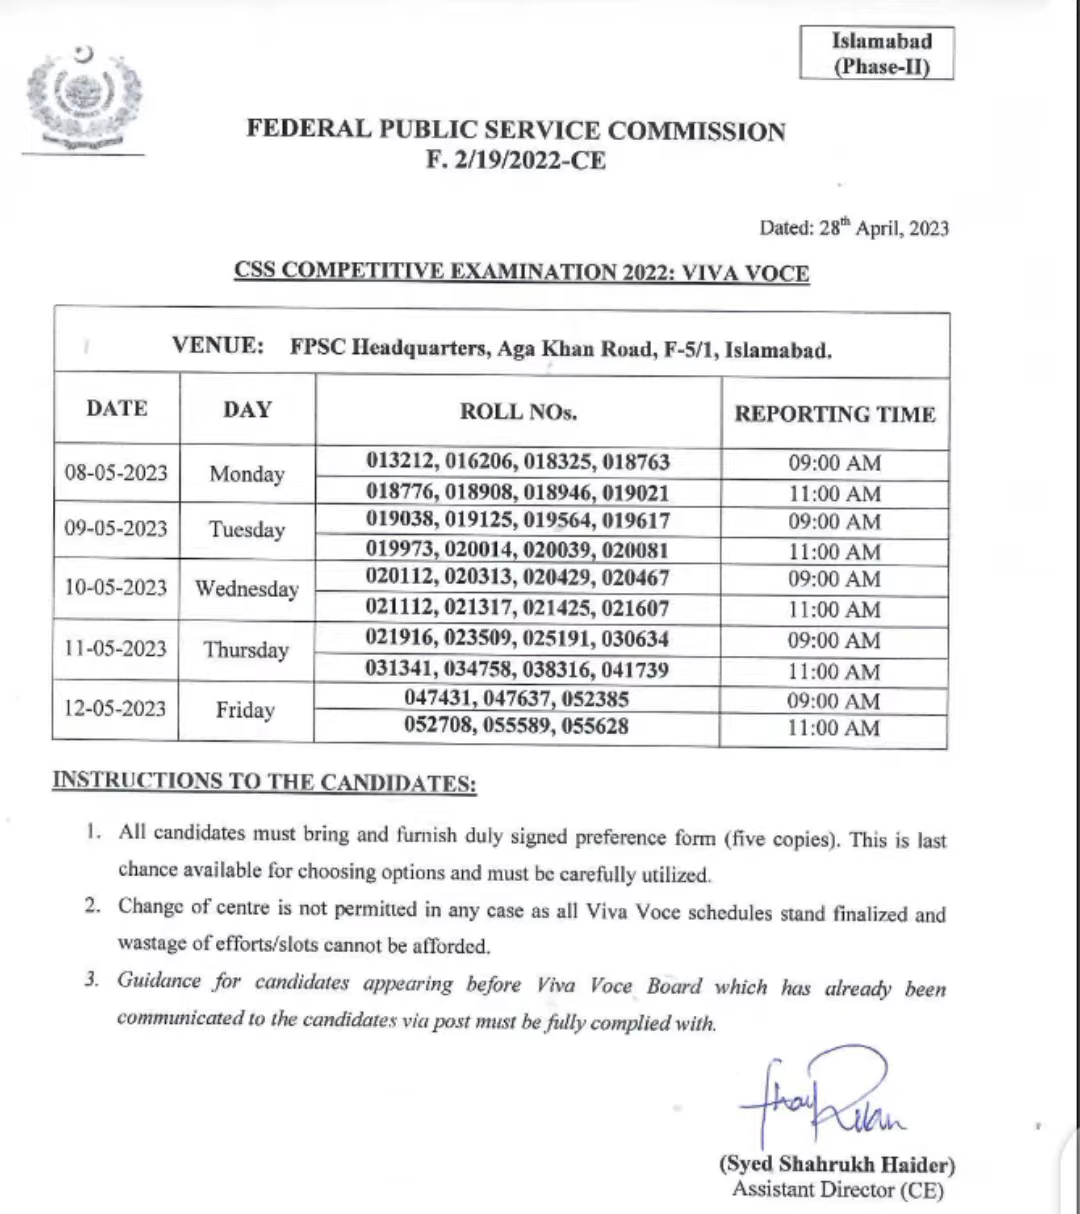 Islamabad
(Phase-II)
FEDERAL PUBLIC SERVICE COMMISSION
F. 2/19/2022-CE
Dated: 28th April, 2023
CSS COMPETITIVE EXAMINATION 2022: VIVA VOCE
VENUE: FPSC Headquarters, Aga Khan Road, F-5/1, Islamabad.
DATE DAY ROLL NOs. REPORTING TIME
08-05-2023 Monday 013212, 016206, 018325, 018763 09:00 AM
018776, 018908, 018946, 019021 11:00 AM
09-05-2023 Tuesday 019038, 019125, 019564, 019617 09:00 AM
019973, 020014, 020039, 020081 11:00 AM
10-05-2023 Wednesday 020112, 020313, 020429, 020467 09:00 AM
021112, 021317, 021425, 021607 11:00 AM
11-05-2023 Thursday 021916, 023509, 025191, 030634 09:00 AM
031341, 034758, 038316, 041739 11:00 AM
12-05-2023 Friday 047431, 047637, 052385 09:00 AM
052708, 055589, 055628 11:00 AM
INSTRUCTIONS TO THE CANDIDATES:
1. All candidates must bring and furnish duly signed preference form (five copies). This is last
chance available for choosing options and must be carefully utilized.
2. Change of centre is not permitted in any case as all Viva Voce schedules stand finalized and
wastage of efforts/slots cannot be afforded.
3. Guidance for candidates appearing before Viva Voce Board which has already been
communicated to the candidates via post must be fully complied with.
(Syed Shahrukh Haider)
Assistant Director (CE)